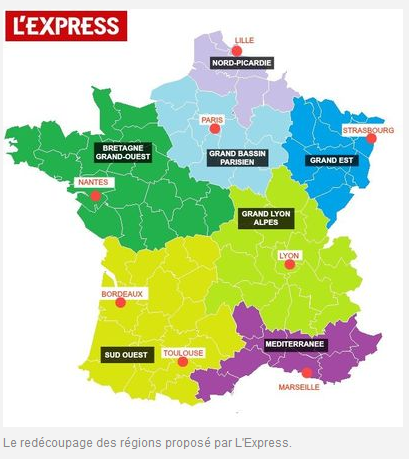 L'EXPRESS
LILLE
NORD-PICARDIE
PARIS
STRASBOURG
BRETAGNE
GRAND-OUEST
GRAND BASSIN
PARISIEN
GRAND EST
NANTES
GRAND LYON
ALPES
LYON
BORDEAUX
MEDITERRANEE
SUD OUEST
TOULOUSE
MARSEILLE
Le redécoupage des régions proposé par L'Express.